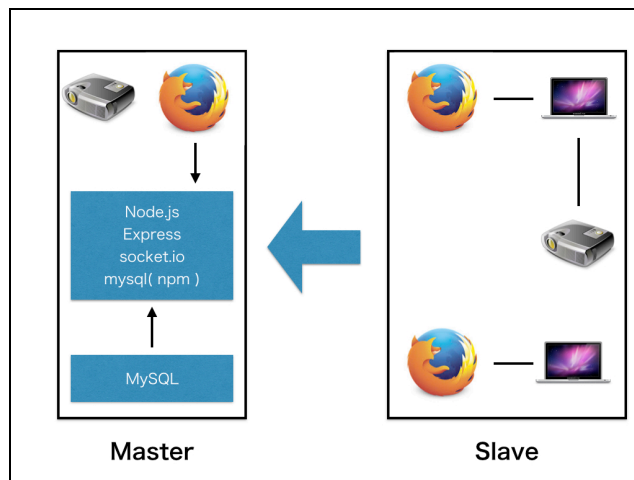 Node.js
Express
socket.io
mysql( npm )
MySQL
Master
Slave